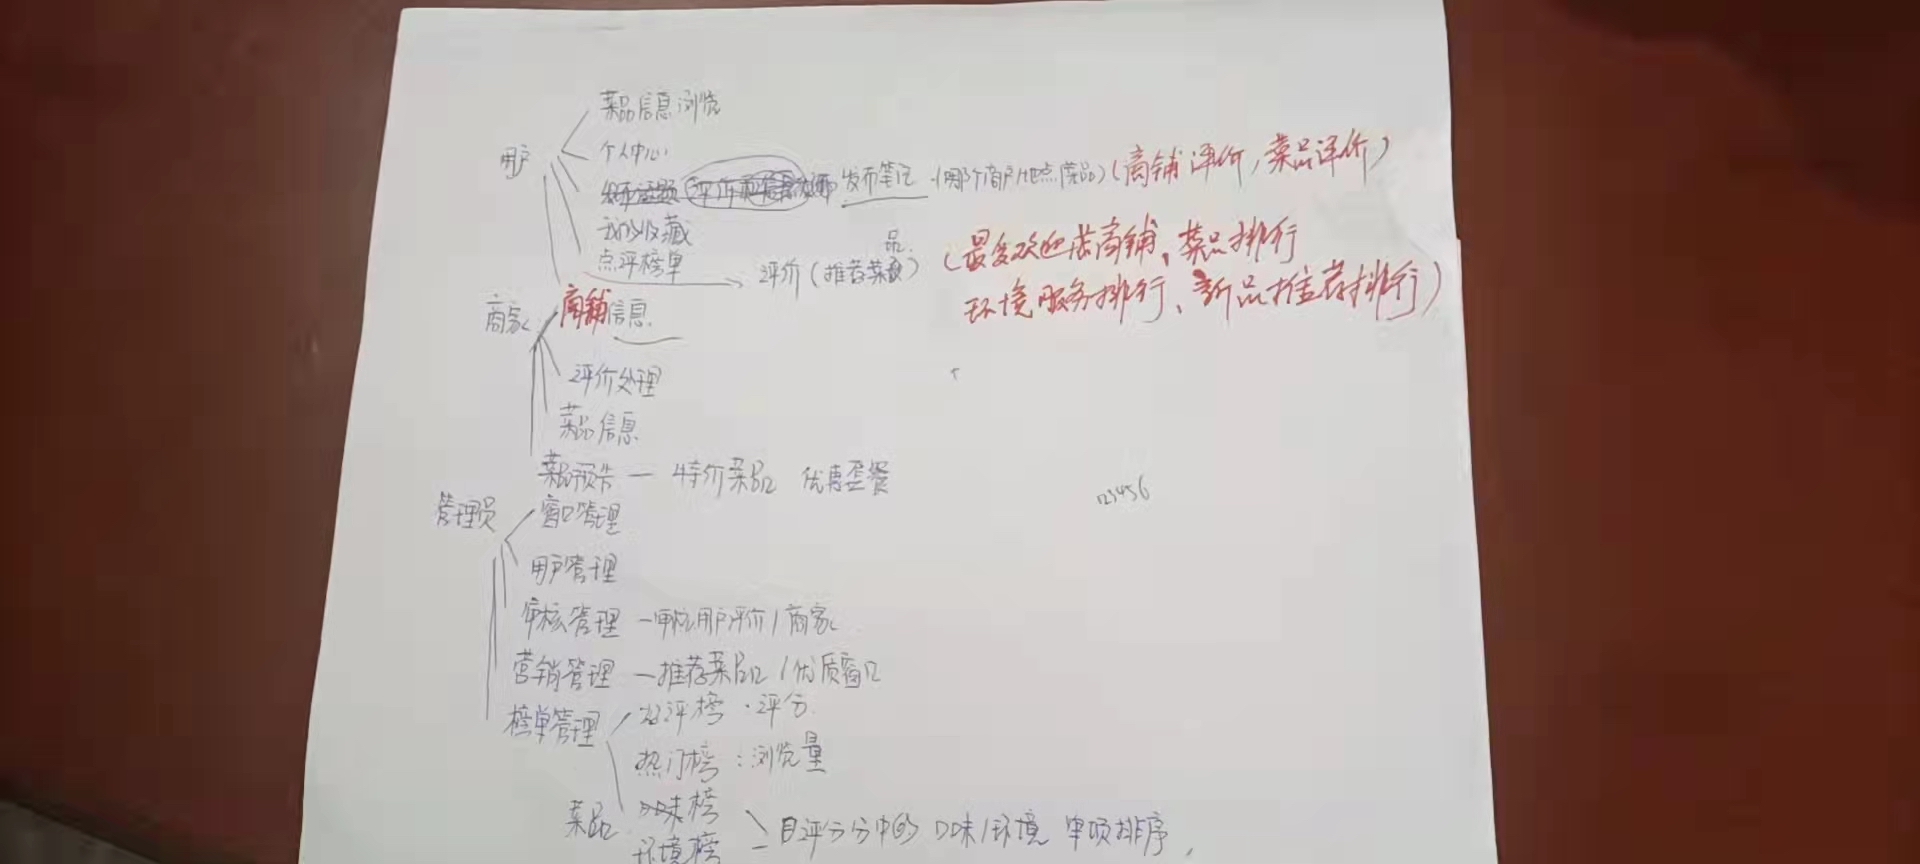 菜品信息浏览
用户
个人中心
发布笔记 (哪个商户/地点/菜品) (商铺评价,菜品评价)
我的收藏
点评榜单
评价 (推荐菜品) (最受欢迎店商铺、菜品排行
环境服务排行、新品推荐排行)
商家
商铺信息
评价处理
菜品信息
菜品预告 — 特价菜品 优惠套餐
123456
管理员
窗口管理
用户管理
审核管理 — 审核用户评价/商家
营销管理 — 推荐菜品/优质窗口
榜单管理
好评榜 · 评分
热门榜:浏览量
菜品
口味榜
环境榜
评分中的 口味/环境 单项排序